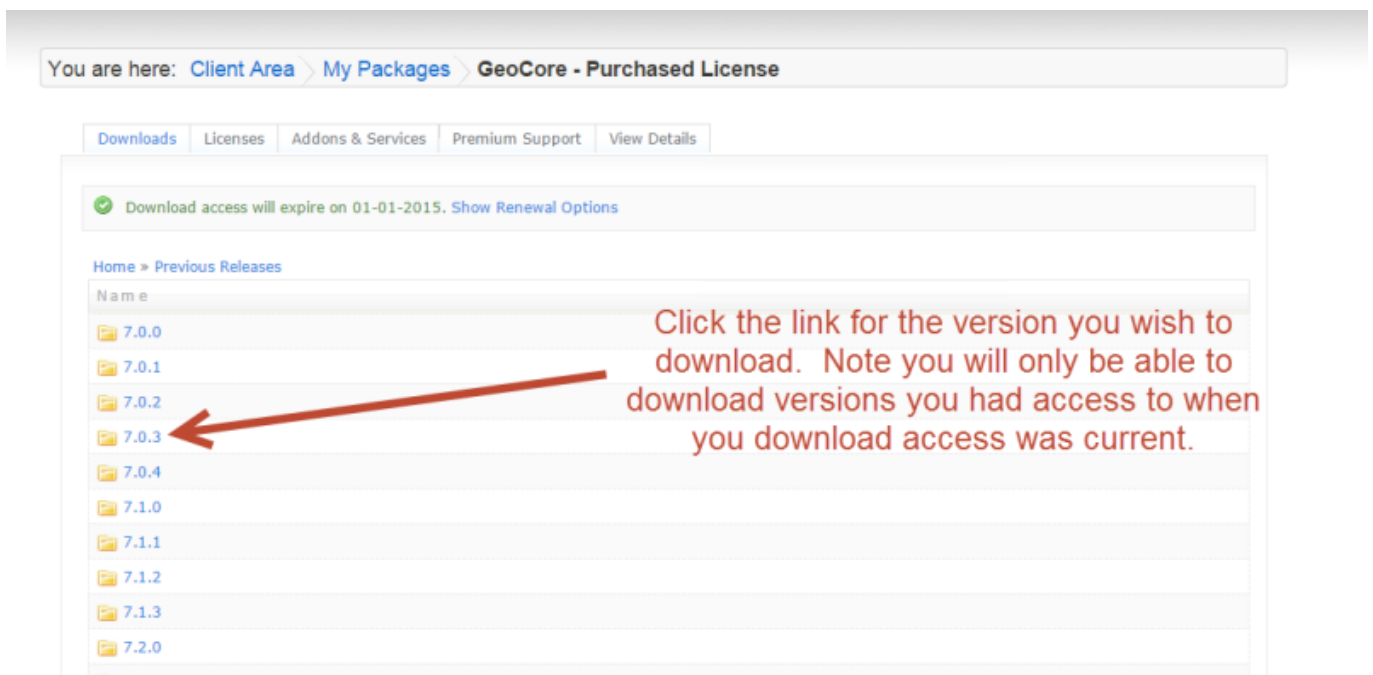 You are here: Client Area My Packages GeoCore - Purchased License
Downloads Licenses Addons & Services Premium Support View Details
Download access will expire on 01-01-2015. Show Renewal Options
Home » Previous Releases
Name
7.0.0
7.0.1
7.0.2
7.0.3
7.0.4
7.1.0
7.1.1
7.1.2
7.1.3
7.2.0
Click the link for the version you wish to
download. Note you will only be able to
download versions you had access to when
you download access was current.